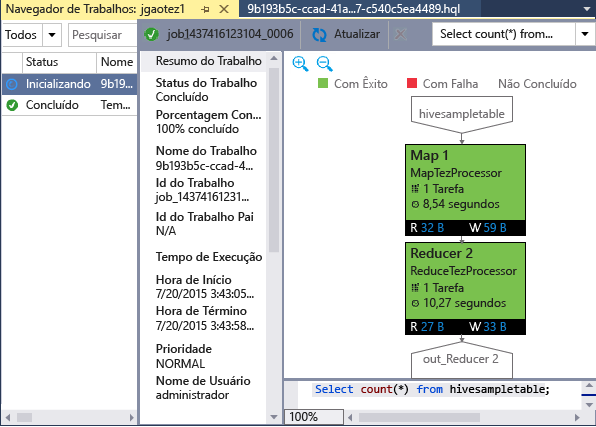 Navegador de Trabalhos: jgaotez1
9b193b5c-ccad-41a...7-c540c5ea4489.hql
Todos
Pesquisar
job1437416123104_0006
Atualizar
Select count(*) from...
Status
Nome
Inicializando
9b19...
Concluído
Tem...
Resumo do Trabalho
Status do Trabalho
Concluído
Porcentagem Con...
100% concluído
Nome do Trabalho
9b193b5c-ccad-4...
Id do Trabalho
job_14374161231...
Id do Trabalho Pai
N/A
Tempo de Execução
Hora de Início
7/20/2015 3:43:05...
Hora de Término
7/20/2015 3:43:58...
Prioridade
NORMAL
Nome de Usuário
administrador
Com Êxito
Com Falha
Não Concluído
hivesampletable
Map 1
MapTezProcessor
1 Tarefa
8,54 segundos
R 32 B W 59 B
Reducer 2
ReduceTezProcessor
1 Tarefa
10,27 segundos
R 27 B W 33 B
out_Reducer 2
Select count(*) from hivesampletable;
100%